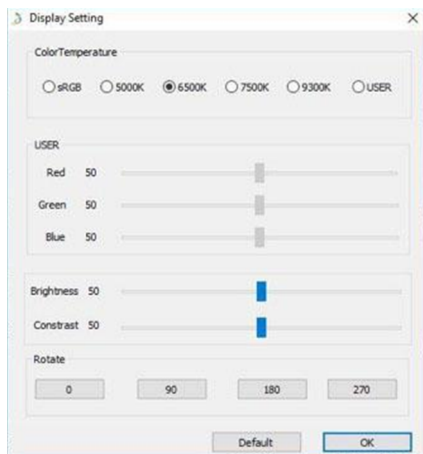 Display Setting
ColorTemperature
sRGB 5000K 6500K 7500K 9300K USER
USER
Red 50
Green 50
Blue 50
Brightness 50
Constrast 50
Rotate
0 90 180 270
Default OK